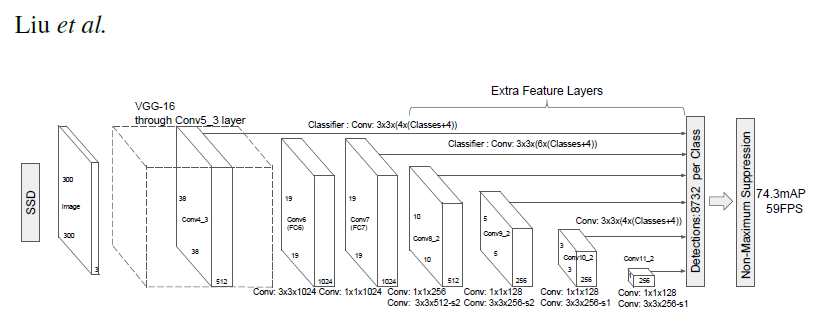 Liu et al.
Extra Feature Layers
VGG-16
through Conv5_3 layer
Classifier : Conv: 3x3x(4x(Classes+4))
Classifier : Conv: 3x3x(6x(Classes+4))
SSD
300
Image
300
3
38
Conv4_3
38
512
19
Conv6
(FC6)
19
1024
19
Conv7
(FC7)
19
1024
10
Conv8_2
10
512
5
Conv9_2
5
256
Conv: 3x3x(4x(Classes+4))
3
Conv10_2
3
256
Conv11_2
1
256
Detections:8732 per Class
Non-Maximum Suppression
74.3mAP
59FPS
Conv: 3x3x1024
Conv: 1x1x1024
Conv: 1x1x256
Conv: 3x3x512-s2
Conv: 1x1x128
Conv: 3x3x256-s2
Conv: 1x1x128
Conv: 3x3x256-s1
Conv: 1x1x128
Conv: 3x3x256-s1